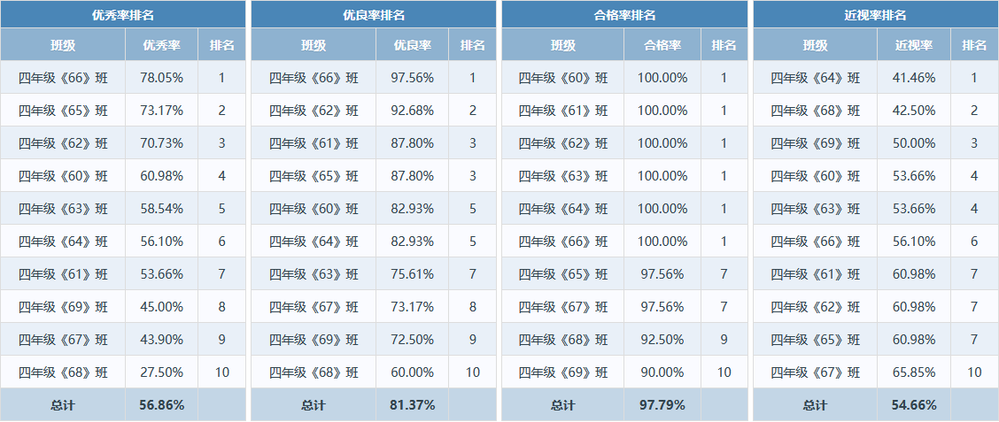 优秀率排名 优良率排名 合格率排名 近视率排名
班级 优秀率 排名 班级 优良率 排名 班级 合格率 排名 班级 近视率 排名
四年级《66》班 78.05% 1 四年级《66》班 97.56% 1 四年级《60》班 100.00% 1 四年级《64》班 41.46% 1
四年级《65》班 73.17% 2 四年级《62》班 92.68% 2 四年级《61》班 100.00% 1 四年级《68》班 42.50% 2
四年级《62》班 70.73% 3 四年级《61》班 87.80% 3 四年级《62》班 100.00% 1 四年级《69》班 50.00% 3
四年级《60》班 60.98% 4 四年级《65》班 87.80% 3 四年级《63》班 100.00% 1 四年级《60》班 53.66% 4
四年级《63》班 58.54% 5 四年级《60》班 82.93% 5 四年级《64》班 100.00% 1 四年级《63》班 53.66% 4
四年级《64》班 56.10% 6 四年级《64》班 82.93% 5 四年级《66》班 100.00% 1 四年级《66》班 56.10% 6
四年级《61》班 53.66% 7 四年级《63》班 75.61% 7 四年级《65》班 97.56% 7 四年级《61》班 60.98% 7
四年级《69》班 45.00% 8 四年级《67》班 73.17% 8 四年级《67》班 97.56% 7 四年级《62》班 60.98% 7
四年级《67》班 43.90% 9 四年级《69》班 72.50% 9 四年级《68》班 92.50% 9 四年级《65》班 60.98% 7
四年级《68》班 27.50% 10 四年级《68》班 60.00% 10 四年级《69》班 90.00% 10 四年级《67》班 65.85% 10
总计 56.86% 总计 81.37% 总计 97.79% 总计 54.66%